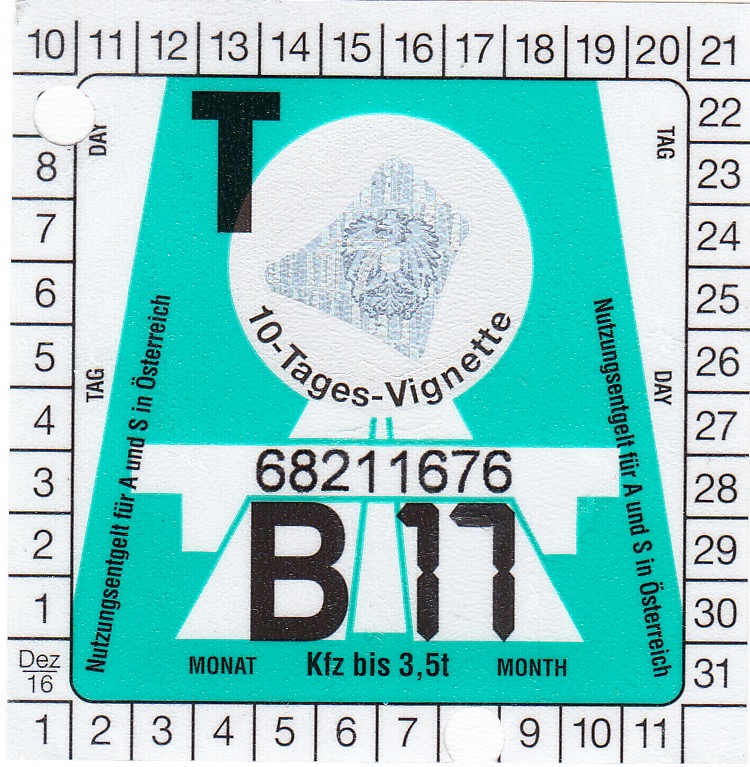 10 11 12 13 14 15 16 17 18 19 20 21
22
23
24
25
26
27
28
29
30
31
8
7
6
5
4
3
2
1
Dez
16
1 2 3 4 5 6 7 9 10 11
DAY
TAG
TAG
DAY
T
10-Tages-Vignette
Nutzungsentgelt für A und S in Österreich
Nutzungsentgelt für A und S in Österreich
68211676
B 17
MONAT Kfz bis 3,5t MONTH